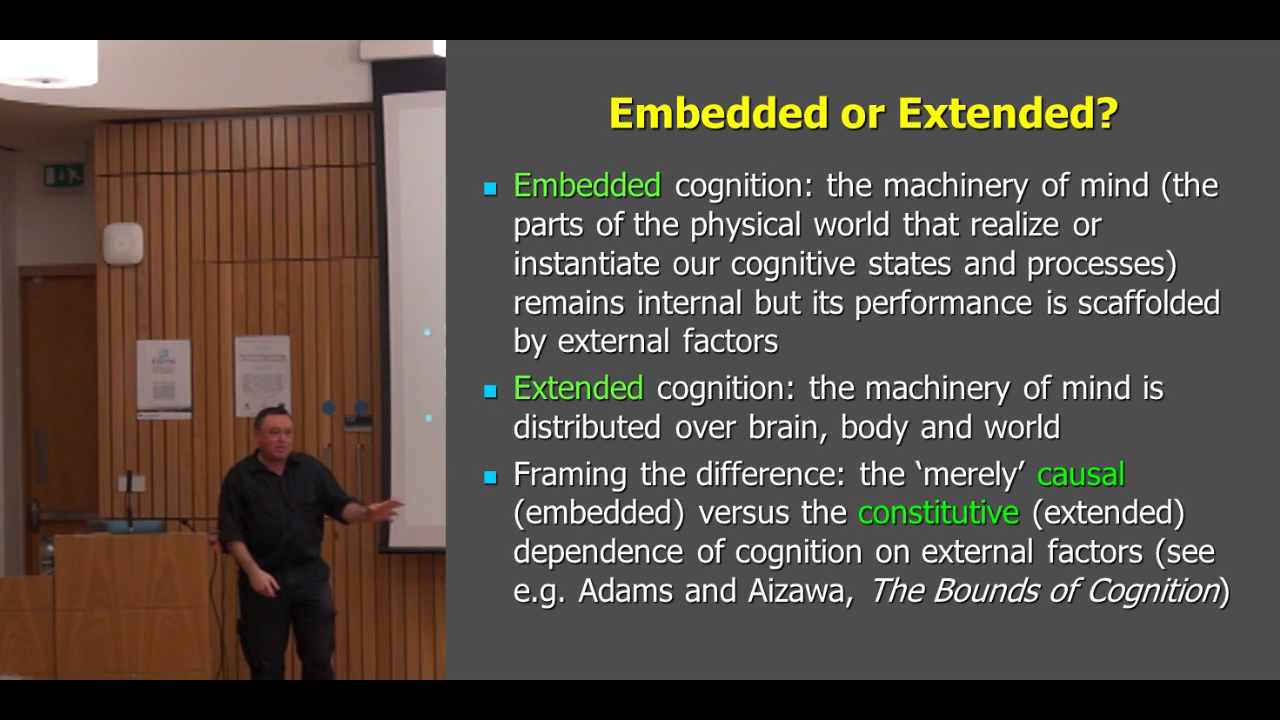 Embedded or Extended?
Embedded cognition: the machinery of mind (the
parts of the physical world that realize or
instantiate our cognitive states and processes)
remains internal but its performance is scaffolded
by external factors
Extended cognition: the machinery of mind is
distributed over brain, body and world
Framing the difference: the ‘merely’ causal
(embedded) versus the constitutive (extended)
dependence of cognition on external factors (see
e.g. Adams and Aizawa, The Bounds of Cognition)